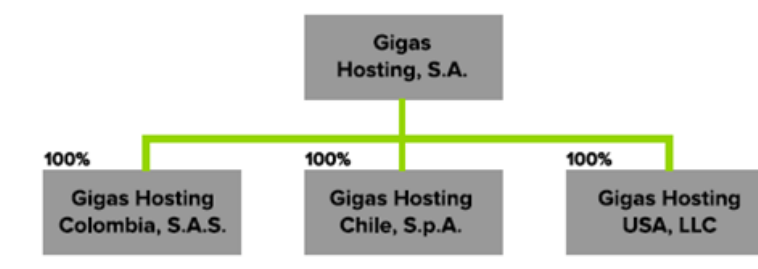 Gigas
Hosting, S.A.
100%
Gigas Hosting
Colombia, S.A.S.
100%
Gigas Hosting
Chile, S.p.A.
100%
Gigas Hosting
USA, LLC